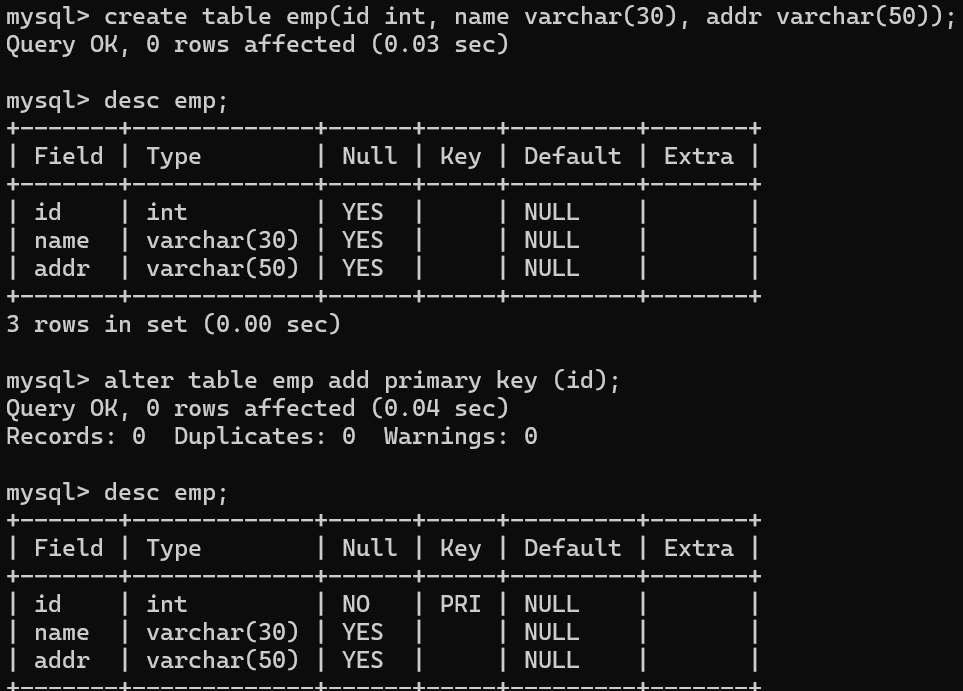 mysql> create table emp(id int, name varchar(30), addr varchar(50));
Query OK, 0 rows affected (0.03 sec)

mysql> desc emp;
+-------+-------------+------+-----+---------+-------+
| Field | Type        | Null | Key | Default | Extra |
+-------+-------------+------+-----+---------+-------+
| id    | int         | YES  |     | NULL    |       |
| name  | varchar(30) | YES  |     | NULL    |       |
| addr  | varchar(50) | YES  |     | NULL    |       |
+-------+-------------+------+-----+---------+-------+
3 rows in set (0.00 sec)

mysql> alter table emp add primary key (id);
Query OK, 0 rows affected (0.04 sec)
Records: 0  Duplicates: 0  Warnings: 0

mysql> desc emp;
+-------+-------------+------+-----+---------+-------+
| Field | Type        | Null | Key | Default | Extra |
+-------+-------------+------+-----+---------+-------+
| id    | int         | NO   | PRI | NULL    |       |
| name  | varchar(30) | YES  |     | NULL    |       |
| addr  | varchar(50) | YES  |     | NULL    |       |
+-------+-------------+------+-----+---------+-------+